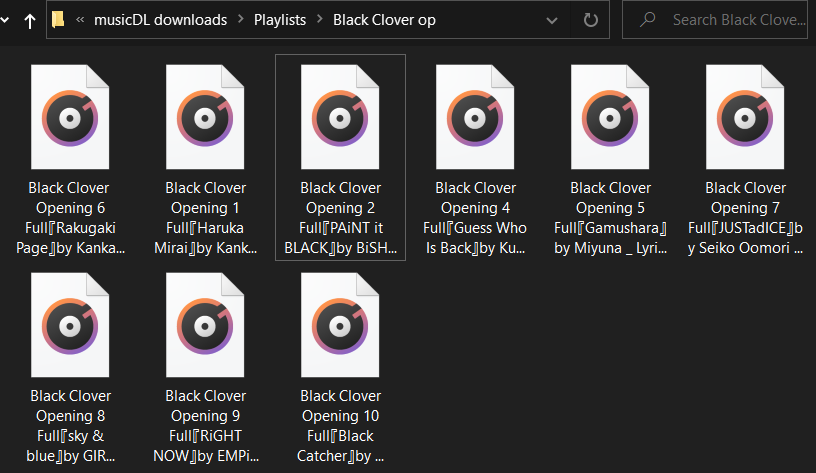 « musicDL downloads > Playlists > Black Clover op
Search Black Clove...
Black Clover
Opening 6
Full『Rakugaki
Page』by Kanka...
Black Clover
Opening 1
Full『Haruka
Mirai』by Kank...
Black Clover
Opening 2
Full『PAiNT it
BLACK』by BiSH...
Black Clover
Opening 4
Full『Guess Who
Is Back』by Ku...
Black Clover
Opening 5
Full『Gamushara』
by Miyuna _ Lyri...
Black Clover
Opening 7
Full『JUSTadICE』b
y Seiko Oomori ...
Black Clover
Opening 8
Full『sky &
blue』by GIR...
Black Clover
Opening 9
Full『RiGHT
NOW』by EMPi...
Black Clover
Opening 10
Full『Black
Catcher』by ...